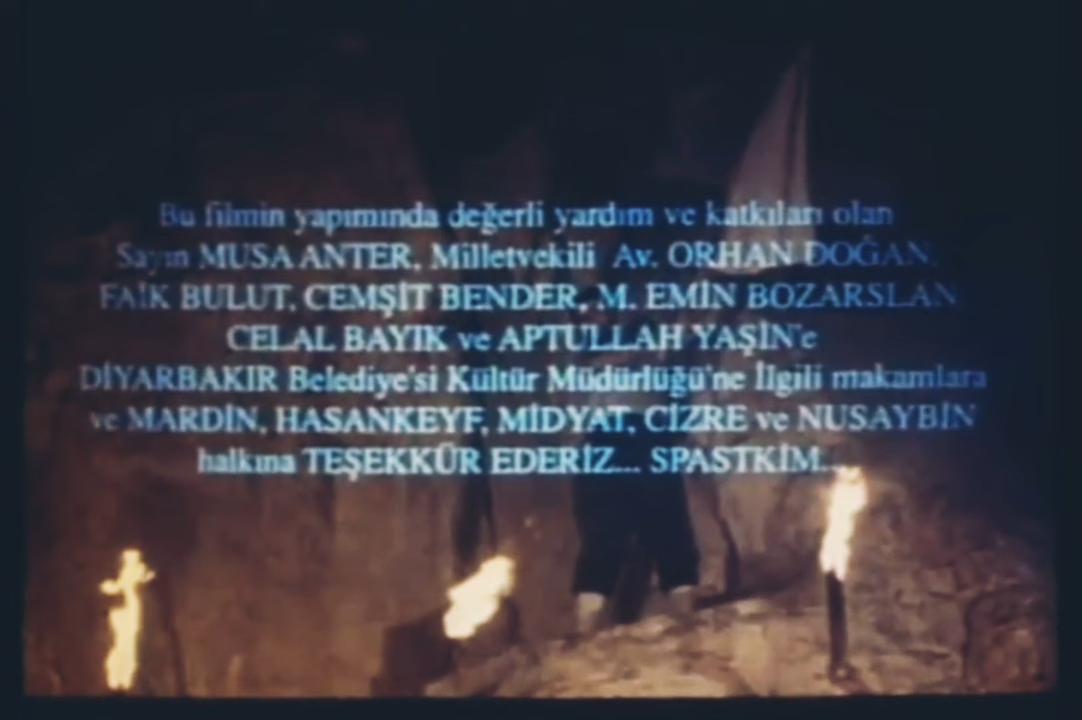 Bu filmin yapımında değerli yardım ve katkıları olan
Sayın MUSA ANTER, Milletvekili Av. ORHAN DOĞAN,
FAİK BULUT, CEMŞİT BENDER, M. EMİN BOZARSLAN
CELAL BAYIK ve APTULLAH YAŞİN'e
DİYARBAKIR Belediye'si Kültür Müdürlüğü'ne İlgili makamlara
ve MARDİN, HASANKEYF, MİDYAT, CİZRE ve NUSAYBİN
halkına TEŞEKKÜR EDERİZ... SPASTKİM...